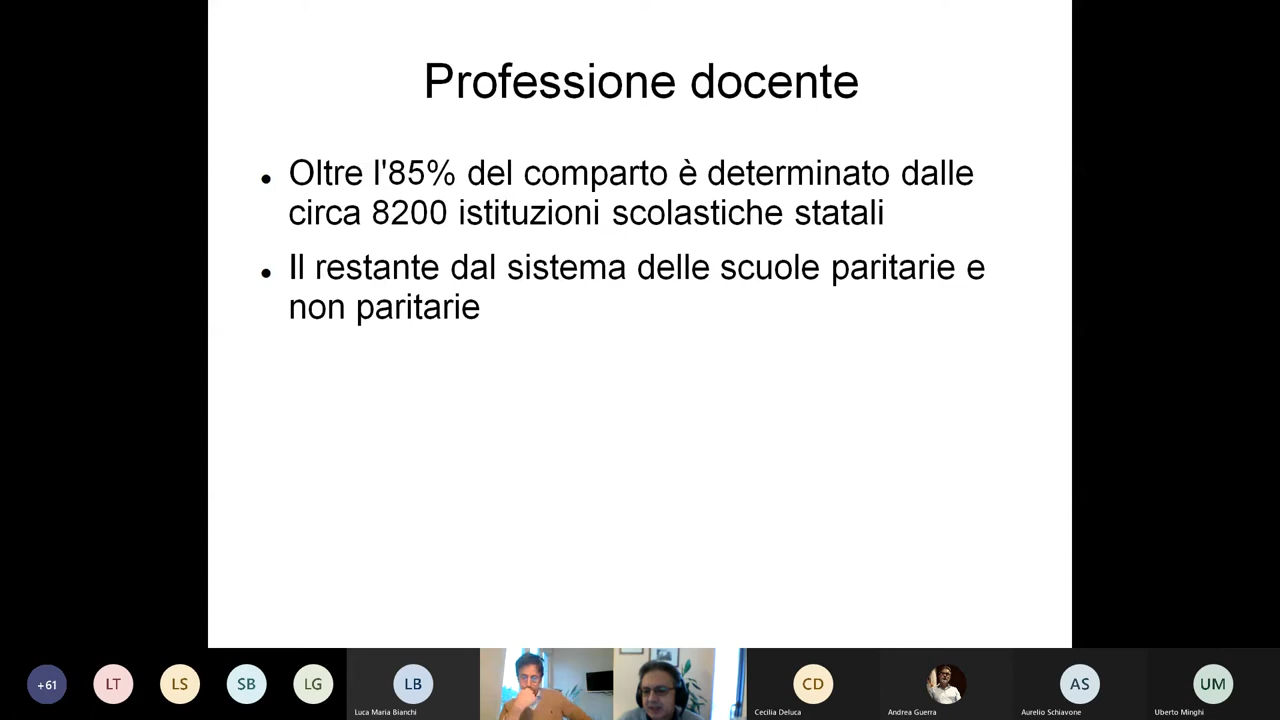 Professione docente
• Oltre l'85% del comparto è determinato dalle
circa 8200 istituzioni scolastiche statali
• Il restante dal sistema delle scuole paritarie e
non paritarie
+61
LT
LS
SB
LG
LB
Luca Maria Bianchi
CD
Cecilia Deluca
Andrea Guerra
AS
Aurelio Schiavone
UM
Uberto Minghi